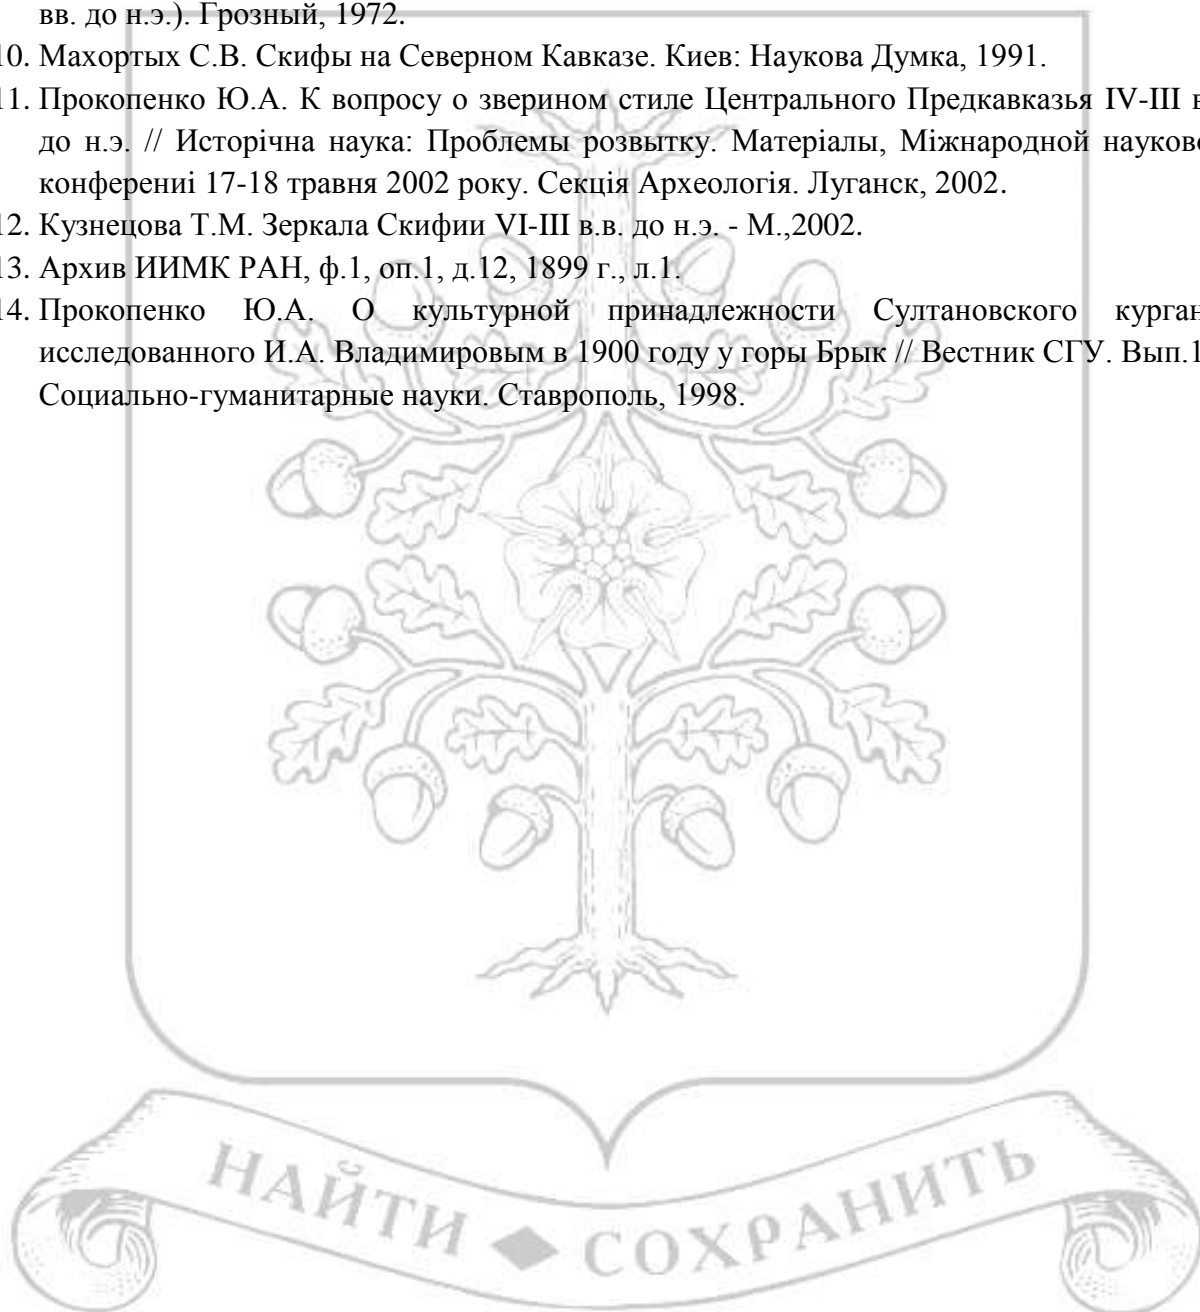 вв. до н.э.). Грозный, 1972.
10. Махортых С.В. Скифы на Северном Кавказе. Киев: Наукова Думка, 1991.
11. Прокопенко Ю.А. К вопросу о зверином стиле Центрального Предкавказья IV-III в
до н.э. // Исторічна наука: Проблемы розвытку. Матеріалы, Міжнародной науково
конферениі 17-18 травня 2002 року. Секція Археологія. Луганск, 2002.
12. Кузнецова Т.М. Зеркала Скифии VI-III в.в. до н.э. - М.,2002.
13. Архив ИИМК РАН, ф.1, оп.1, д.12, 1899 г., л.1.
14. Прокопенко Ю.А. О культурной принадлежности Султановского курган
исследованного И.А. Владимировым в 1900 году у горы Брык // Вестник СГУ. Вып.1
Социально-гуманитарные науки. Ставрополь, 1998.
НАЙТИ ◆ СОХРАНИТЬ